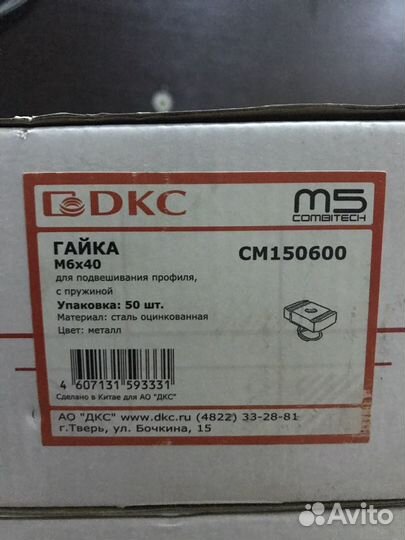 DKC
M5
COMBITECH
ГАЙКА
CM150600
M6x40
для подвешивания профиля,
с пружиной
Упаковка: 50 шт.
Материал: сталь оцинкованная
Цвет: металл
4 607131 593331
Сделано в Китае для АО "ДКС"
АО "ДКС" www.dkc.ru (4822) 33-28-81
г.Тверь, ул. Бочкина, 15
Avito